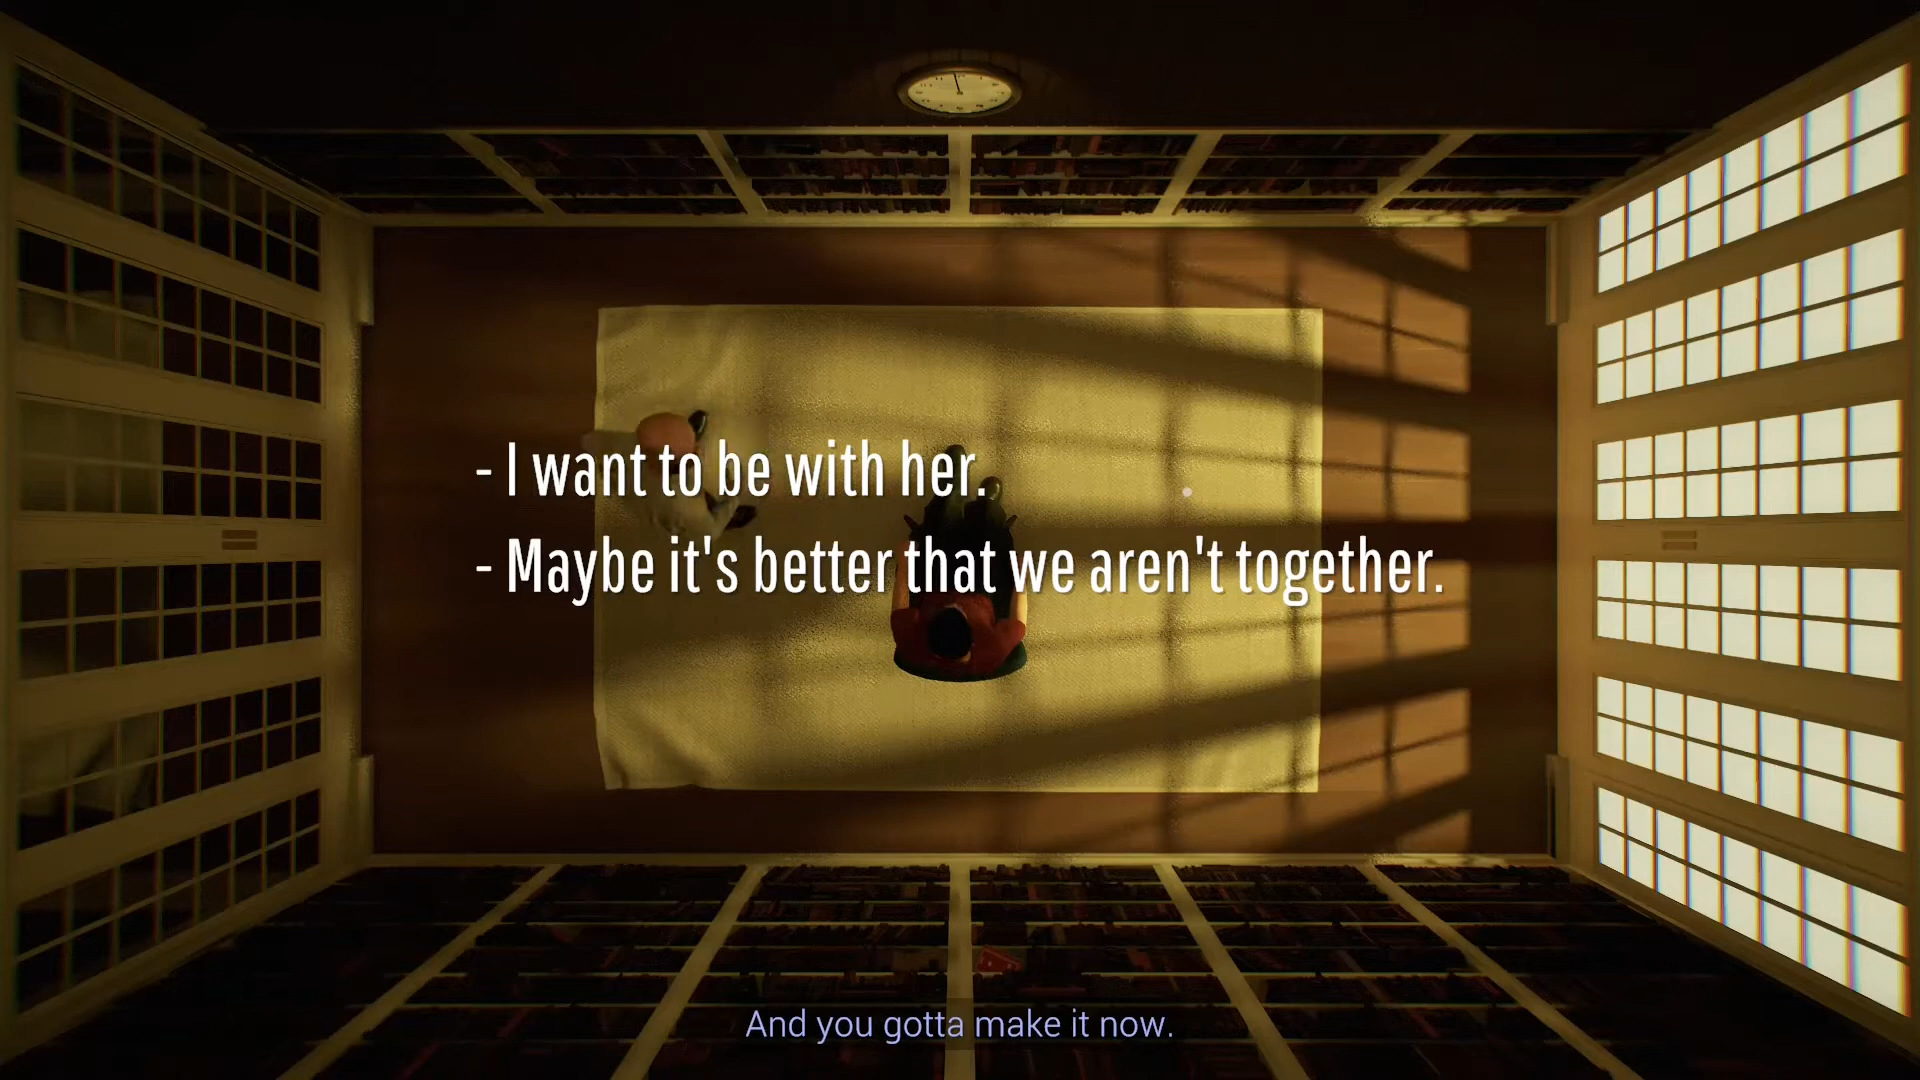 - I want to be with her.
- Maybe it's better that we aren't together.
And you gotta make it now.